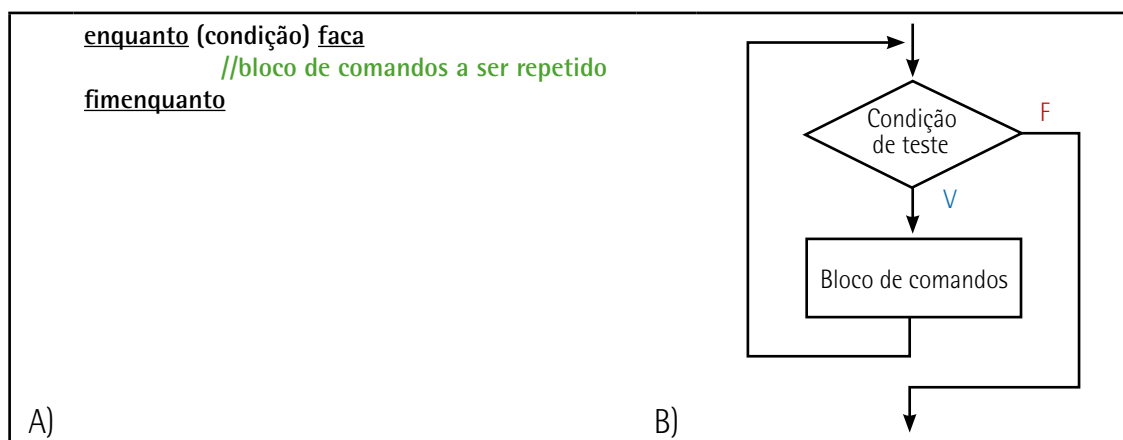 enquanto (condição) faca
//bloco de comandos a ser repetido
fimenquanto
A)
Condição
de teste
F
V
Bloco de comandos
B)